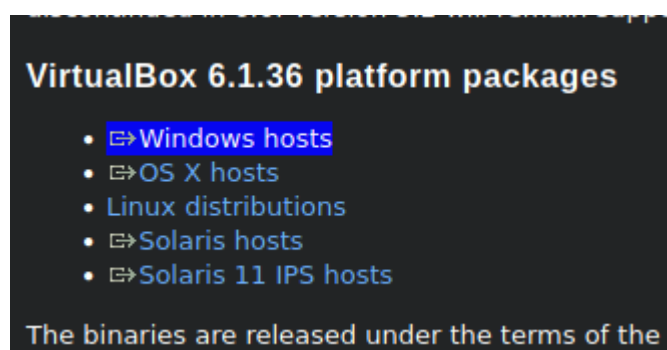 VirtualBox 6.1.36 platform packages
Windows hosts
OS X hosts
Linux distributions
Solaris hosts
Solaris 11 IPS hosts
The binaries are released under the terms of the